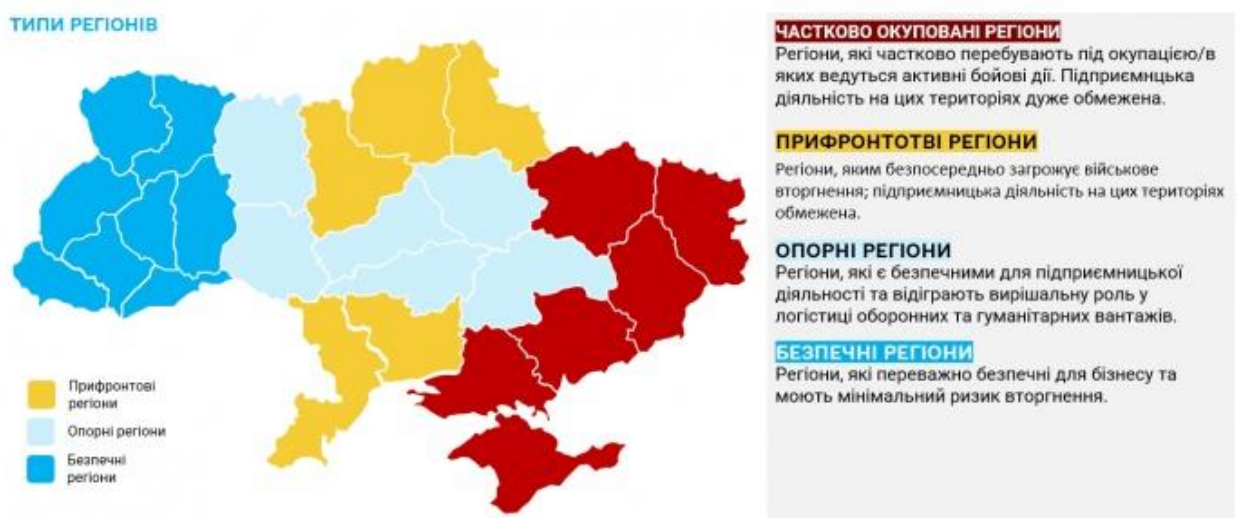 ТИПИ РЕГІОНІВ
Прифронтові
регіони
Опорні регіони
Безпечні
регіони
ЧАСТКОВО ОКУПОВАНІ РЕГІОНИ
Регіони, які частково перебувають під окупацією/в
яких ведуться активні бойові дії. Підприємнцька
діяльність на цих територіях дуже обмежена.
ПРИФРОНТОТВІ РЕГІОНИ
Регіони, яким безпосередньо загрожує військове
вторгнення; підприємницька діяльність на цих територіях
обмежена.
ОПОРНІ РЕГІОНИ
Регіони, які є безпечними для підприємницької
діяльності та відіграють вирішальну роль у
логістиці оборонних та гуманітарних вантажів.
БЕЗПЕЧНІ РЕГІОНИ
Регіони, які переважно безпечні для бізнесу та
моють мінімальний ризик вторгнення.